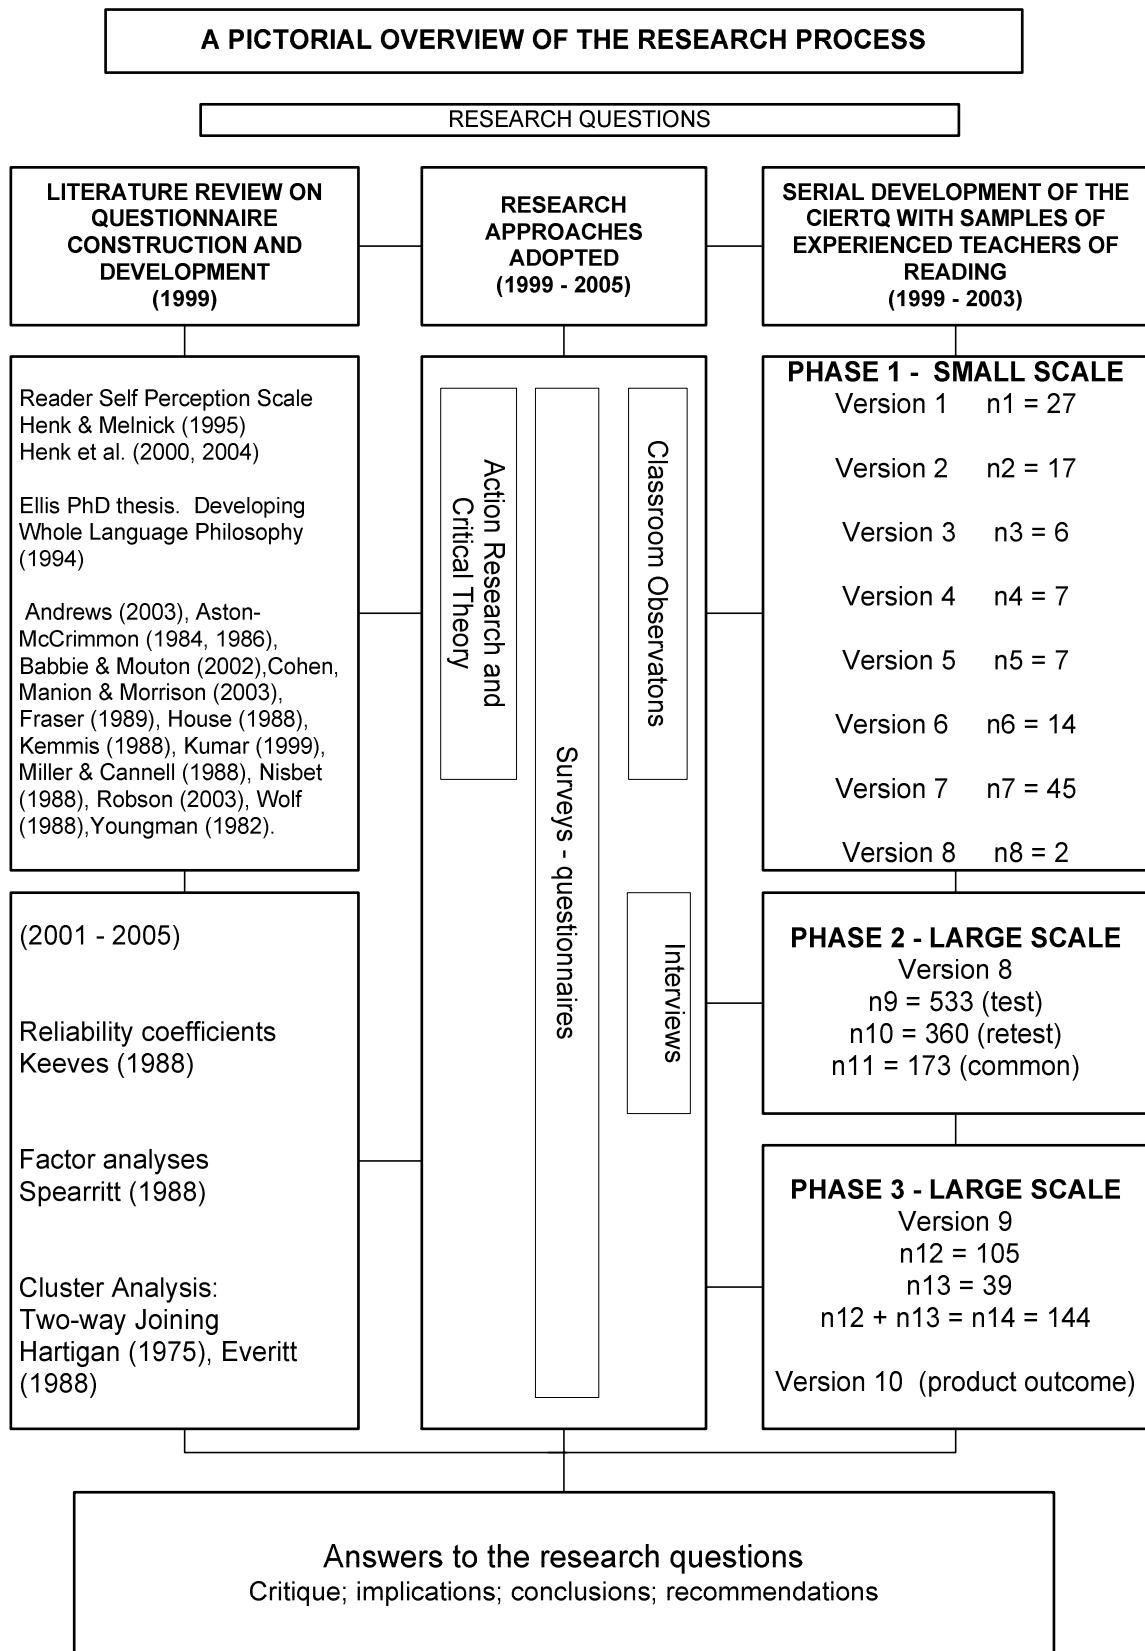 A PICTORIAL OVERVIEW OF THE RESEARCH PROCESS
RESEARCH QUESTIONS
LITERATURE REVIEW ON
QUESTIONNAIRE
CONSTRUCTION AND
DEVELOPMENT
(1999)
RESEARCH
APPROACHES
ADOPTED
(1999 - 2005)
SERIAL DEVELOPMENT OF THE
CIERTQ WITH SAMPLES OF
EXPERIENCED TEACHERS OF
READING
(1999 - 2003)
Reader Self Perception Scale
Henk & Melnick (1995)
Henk et al. (2000, 2004)
Ellis PhD thesis. Developing
Whole Language Philosophy
(1994)
Andrews (2003), Aston-
McCrimmon (1984, 1986),
Babbie & Mouton (2002),Cohen,
Manion & Morrison (2003),
Fraser (1989), House (1988),
Kemmis (1988), Kumar (1999),
Miller & Cannell (1988), Nisbet
(1988), Robson (2003), Wolf
(1988),Youngman (1982).
(2001 - 2005)
Reliability coefficients
Keeves (1988)
Factor analyses
Spearritt (1988)
Cluster Analysis:
Two-way Joining
Hartigan (1975), Everitt
(1988)
Action Research and
Critical Theory
Surveys - questionnaires
Classroom Observatons
Interviews
PHASE 1 - SMALL SCALE
Version 1 n1 = 27
Version 2 n2 = 17
Version 3 n3 = 6
Version 4 n4 = 7
Version 5 n5 = 7
Version 6 n6 = 14
Version 7 n7 = 45
Version 8 n8 = 2
PHASE 2 - LARGE SCALE
Version 8
n9 = 533 (test)
n10 = 360 (retest)
n11 = 173 (common)
PHASE 3 - LARGE SCALE
Version 9
n12 = 105
n13 = 39
n12 + n13 = n14 = 144
Version 10 (product outcome)
Answers to the research questions
Critique; implications; conclusions; recommendations